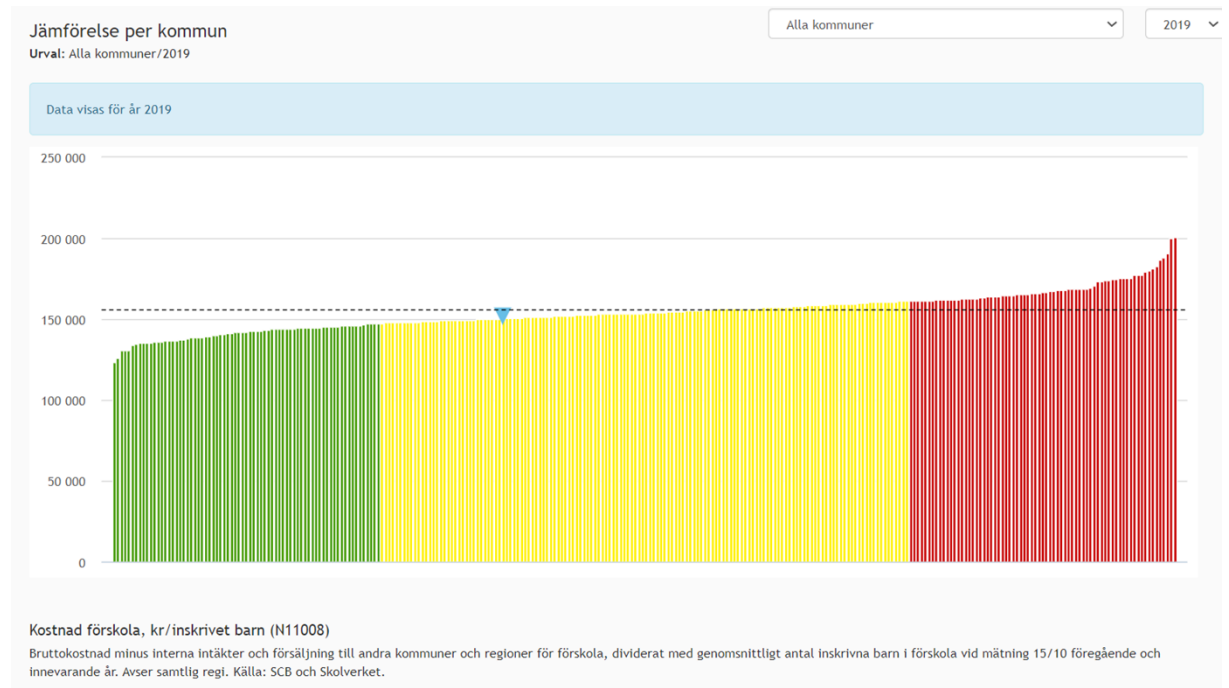 Jämförelse per kommun
Alla kommuner
2019
Urval: Alla kommuner/2019
Data visas för år 2019
250 000
200 000
150 000
100 000
50 000
0
Kostnad förskola, kr/inskrivet barn (N11008)
Bruttokostnad minus interna intäkter och försäljning till andra kommuner och regioner för förskola, dividerat med genomsnittligt antal inskrivna barn i förskola vid mätning 15/10 föregående och
innevarande år. Avser samtlig regi. Källa: SCB och Skolverket.